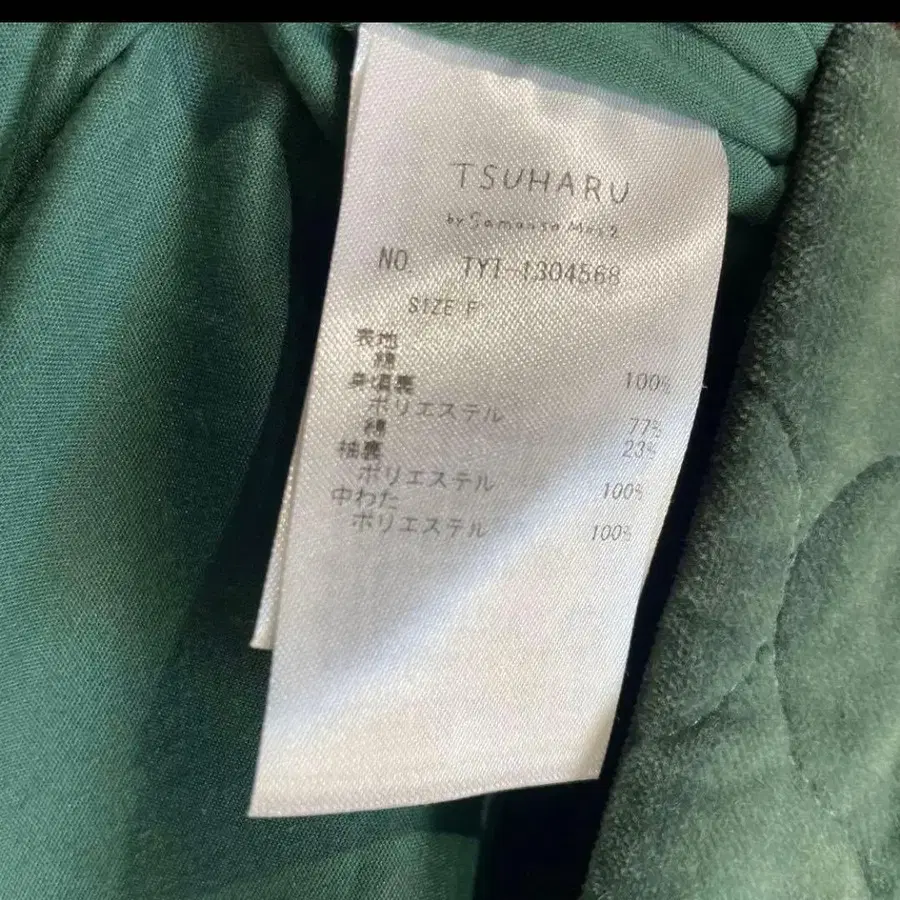 TSUHARU
by Samansa Mos2
NO. TYT-1304568
SIZE F
表地
綿 100%
身頃裏
ポリエステル 77%
綿 23%
袖裏
ポリエステル 100%
中わた
ポリエステル 100%